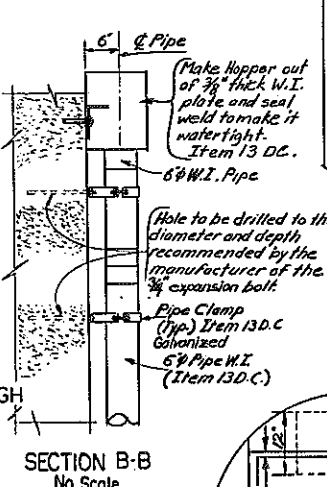 6"
℄ Pipe
Make Hopper out
of 3/8" thick W.I.
plate and seal
weld to make it
watertight.
Item 13 DC.
6"ϕ W.I. Pipe
Hole to be drilled to the
diameter and depth
recommended by the
manufacturer of the
3/4" expansion bolt.
Pipe Clamp
(Typ.) Item 13D.C
Galvanized
6"ϕ Pipe W.I.
(Item 13D.C.)
GH
12"
SECTION B-B
No Scale